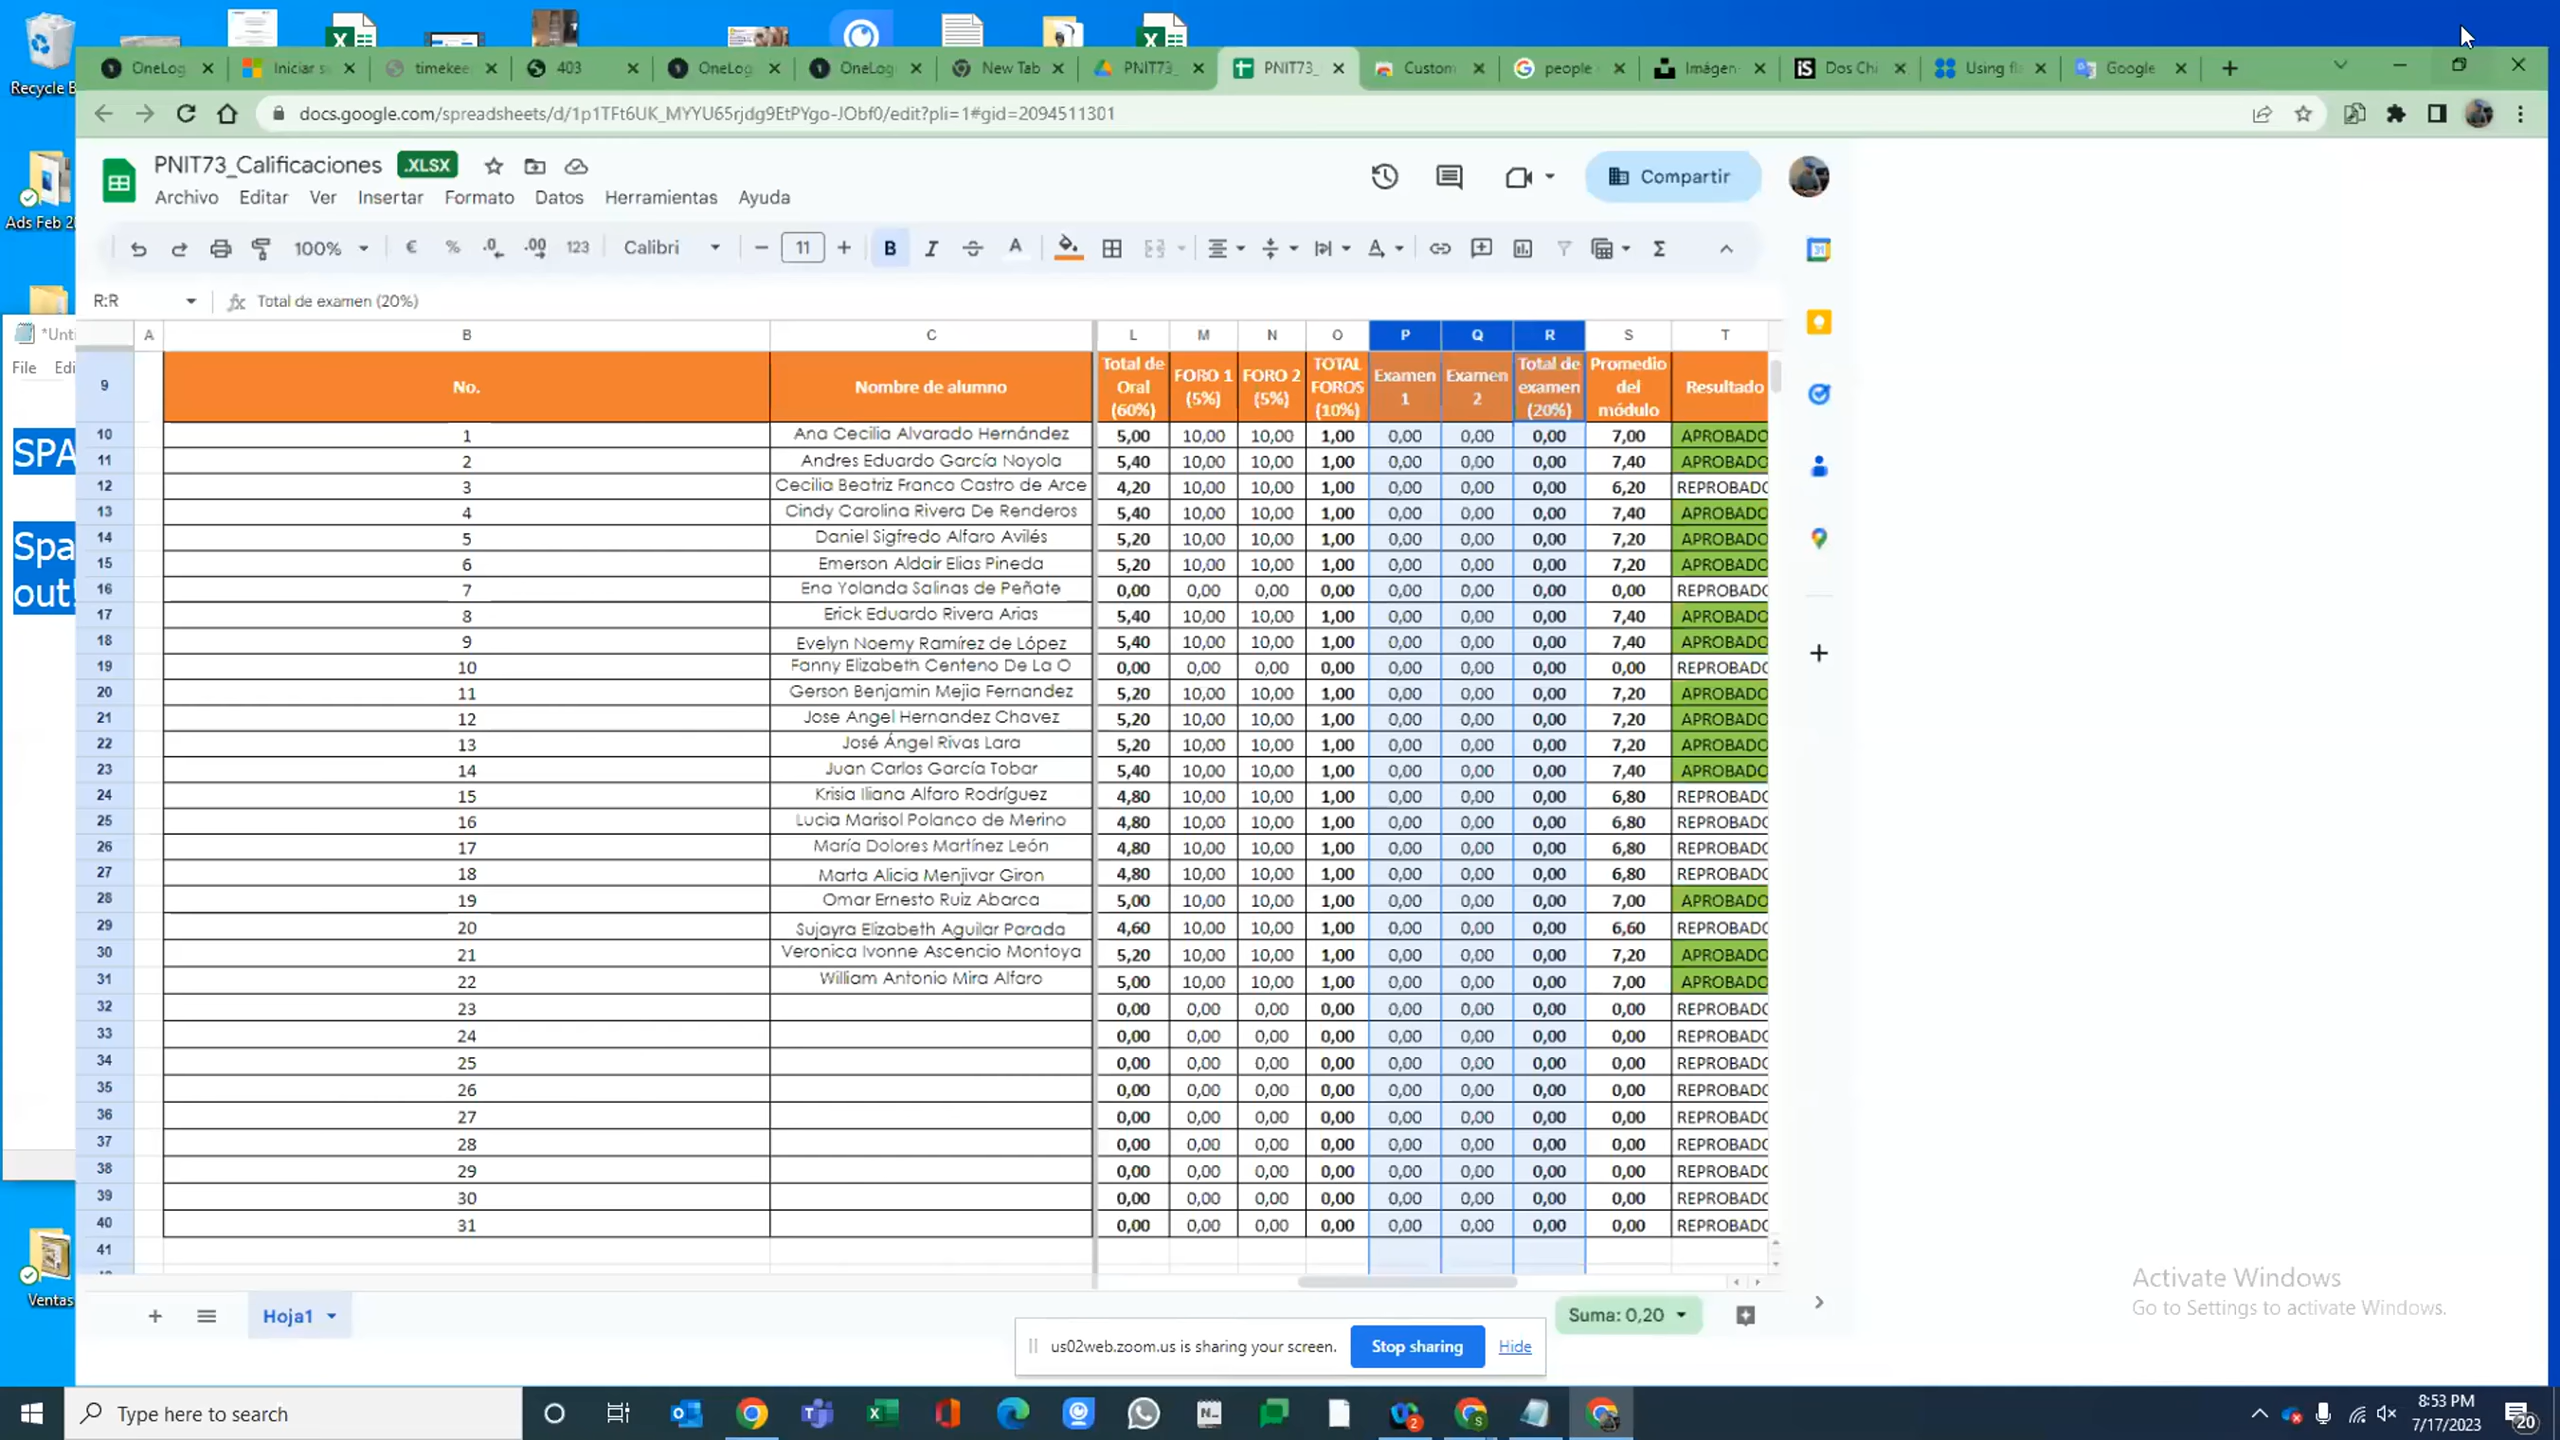 Recycle B
Ads Feb 2
OneLog
Iniciar s
timekee
403
OneLog
OneLog
New Tab
PNIT73_
PNIT73_
Custom
people
Imágen
Dos Chi
Using fl
Google
docs.google.com/spreadsheets/d/1p1TFt6UK_MYYU65rjdg9EtPYgo-JObf0/edit?pli=1#gid=2094511301
PNIT73_Calificaciones .XLSX
Archivo Editar Ver Insertar Formato Datos Herramientas Ayuda
Compartir
100% € % .0 .00 123 Calibri 11 B I A
R:R fx Total de examen (20%)
*Unti
File Edi
SPA
Spa
out!
A B C L M N O P Q R S T
9 No. Nombre de alumno Total de Oral (60%) FORO 1 (5%) FORO 2 (5%) TOTAL FOROS (10%) Examen 1 Examen 2 Total de examen (20%) Promedio del módulo Resultado
10 1 Ana Cecilia Alvarado Hernández 5,00 10,00 10,00 1,00 0,00 0,00 0,00 7,00 APROBADO
11 2 Andres Eduardo García Noyola 5,40 10,00 10,00 1,00 0,00 0,00 0,00 7,40 APROBADO
12 3 Cecilia Beatriz Franco Castro de Arce 4,20 10,00 10,00 1,00 0,00 0,00 0,00 6,20 REPROBADO
13 4 Cindy Carolina Rivera De Renderos 5,40 10,00 10,00 1,00 0,00 0,00 0,00 7,40 APROBADO
14 5 Daniel Sigfredo Alfaro Avilés 5,20 10,00 10,00 1,00 0,00 0,00 0,00 7,20 APROBADO
15 6 Emerson Aldair Elias Pineda 5,20 10,00 10,00 1,00 0,00 0,00 0,00 7,20 APROBADO
16 7 Ena Yolanda Salinas de Peñate 0,00 0,00 0,00 0,00 0,00 0,00 0,00 0,00 REPROBADO
17 8 Erick Eduardo Rivera Arias 5,40 10,00 10,00 1,00 0,00 0,00 0,00 7,40 APROBADO
18 9 Evelyn Noemy Ramírez de López 5,40 10,00 10,00 1,00 0,00 0,00 0,00 7,40 APROBADO
19 10 Fanny Elizabeth Centeno De La O 0,00 0,00 0,00 0,00 0,00 0,00 0,00 0,00 REPROBADO
20 11 Gerson Benjamin Mejia Fernandez 5,20 10,00 10,00 1,00 0,00 0,00 0,00 7,20 APROBADO
21 12 Jose Angel Hernandez Chavez 5,20 10,00 10,00 1,00 0,00 0,00 0,00 7,20 APROBADO
22 13 José Ángel Rivas Lara 5,20 10,00 10,00 1,00 0,00 0,00 0,00 7,20 APROBADO
23 14 Juan Carlos García Tobar 5,40 10,00 10,00 1,00 0,00 0,00 0,00 7,40 APROBADO
24 15 Krisia Iliana Alfaro Rodríguez 4,80 10,00 10,00 1,00 0,00 0,00 0,00 6,80 REPROBADO
25 16 Lucia Marisol Polanco de Merino 4,80 10,00 10,00 1,00 0,00 0,00 0,00 6,80 REPROBADO
26 17 María Dolores Martínez León 4,80 10,00 10,00 1,00 0,00 0,00 0,00 6,80 REPROBADO
27 18 Marta Alicia Menjivar Giron 4,80 10,00 10,00 1,00 0,00 0,00 0,00 6,80 REPROBADO
28 19 Omar Ernesto Ruiz Abarca 5,00 10,00 10,00 1,00 0,00 0,00 0,00 7,00 APROBADO
29 20 Sujayra Elizabeth Aguilar Parada 4,60 10,00 10,00 1,00 0,00 0,00 0,00 6,60 REPROBADO
30 21 Veronica Ivonne Ascencio Montoya 5,20 10,00 10,00 1,00 0,00 0,00 0,00 7,20 APROBADO
31 22 William Antonio Mira Alfaro 5,00 10,00 10,00 1,00 0,00 0,00 0,00 7,00 APROBADO
32 23 0,00 0,00 0,00 0,00 0,00 0,00 0,00 0,00 REPROBADO
33 24 0,00 0,00 0,00 0,00 0,00 0,00 0,00 0,00 REPROBADO
34 25 0,00 0,00 0,00 0,00 0,00 0,00 0,00 0,00 REPROBADO
35 26 0,00 0,00 0,00 0,00 0,00 0,00 0,00 0,00 REPROBADO
36 27 0,00 0,00 0,00 0,00 0,00 0,00 0,00 0,00 REPROBADO
37 28 0,00 0,00 0,00 0,00 0,00 0,00 0,00 0,00 REPROBADO
38 29 0,00 0,00 0,00 0,00 0,00 0,00 0,00 0,00 REPROBADO
39 30 0,00 0,00 0,00 0,00 0,00 0,00 0,00 0,00 REPROBADO
40 31 0,00 0,00 0,00 0,00 0,00 0,00 0,00 0,00 REPROBADO
41
Ventas
Hoja1
Suma: 0,20
us02web.zoom.us is sharing your screen. Stop sharing Hide
Activate Windows
Go to Settings to activate Windows.
Type here to search
8:53 PM
7/17/2023
20